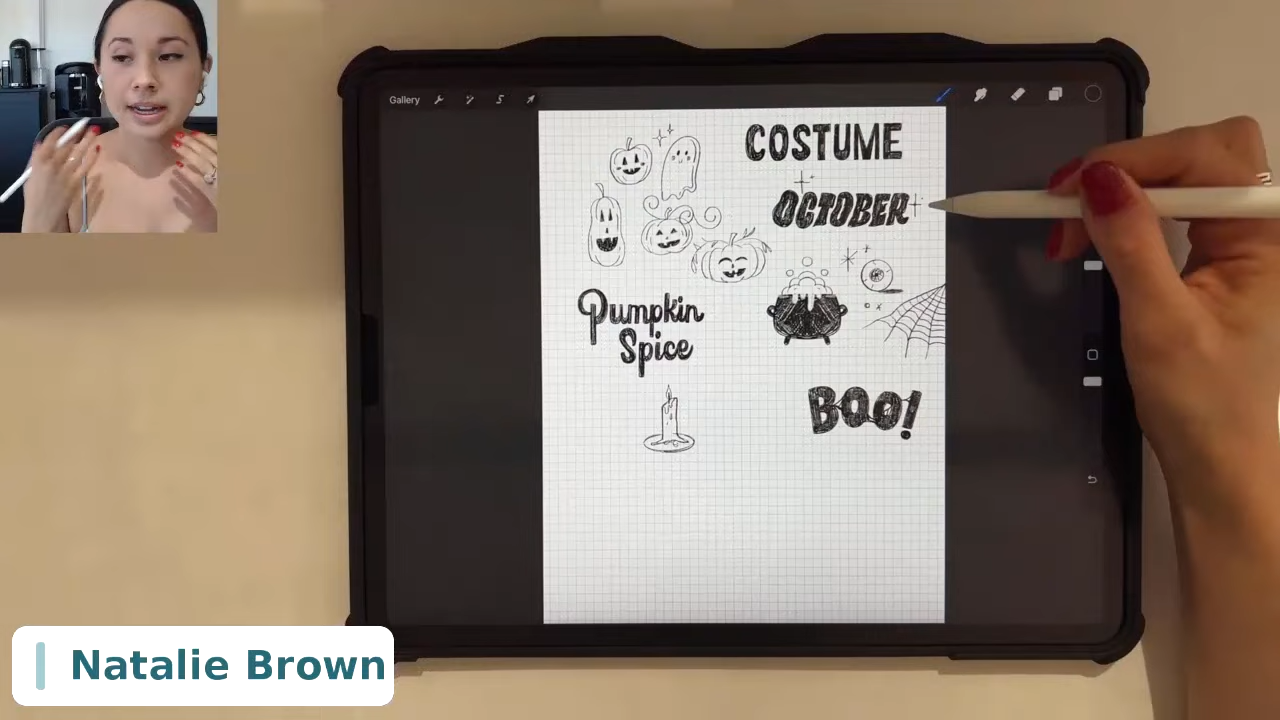 Gallery
COSTUME
OCTOBER
Pumpkin
Spice
BOO!
Natalie Brown